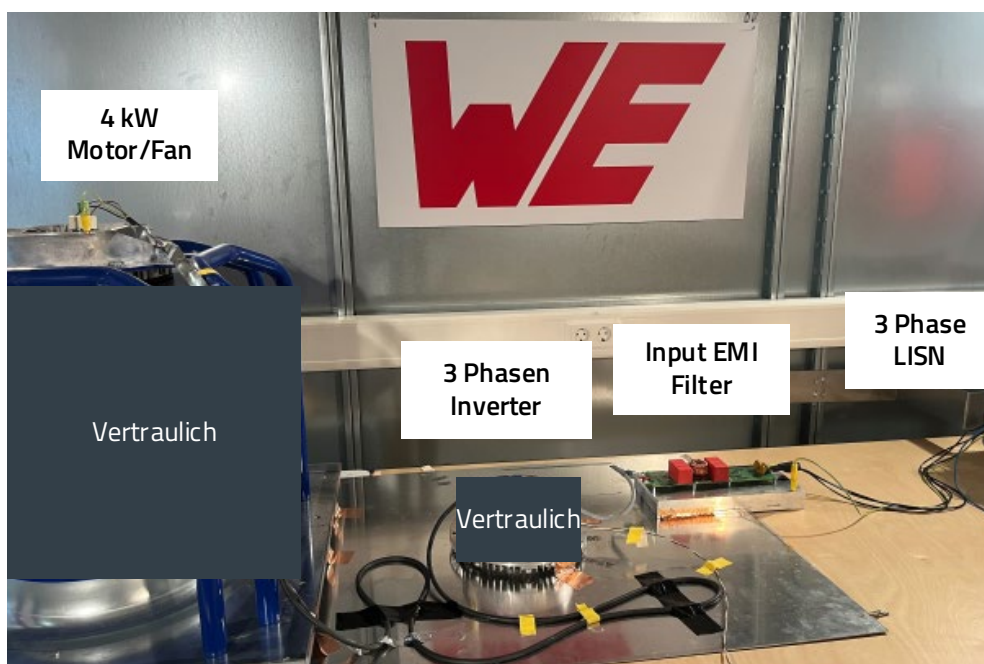 WE
4 kW
Motor/Fan
3 Phase
LISN
Input EMI
Filter
3 Phasen
Inverter
Vertraulich
Vertraulich